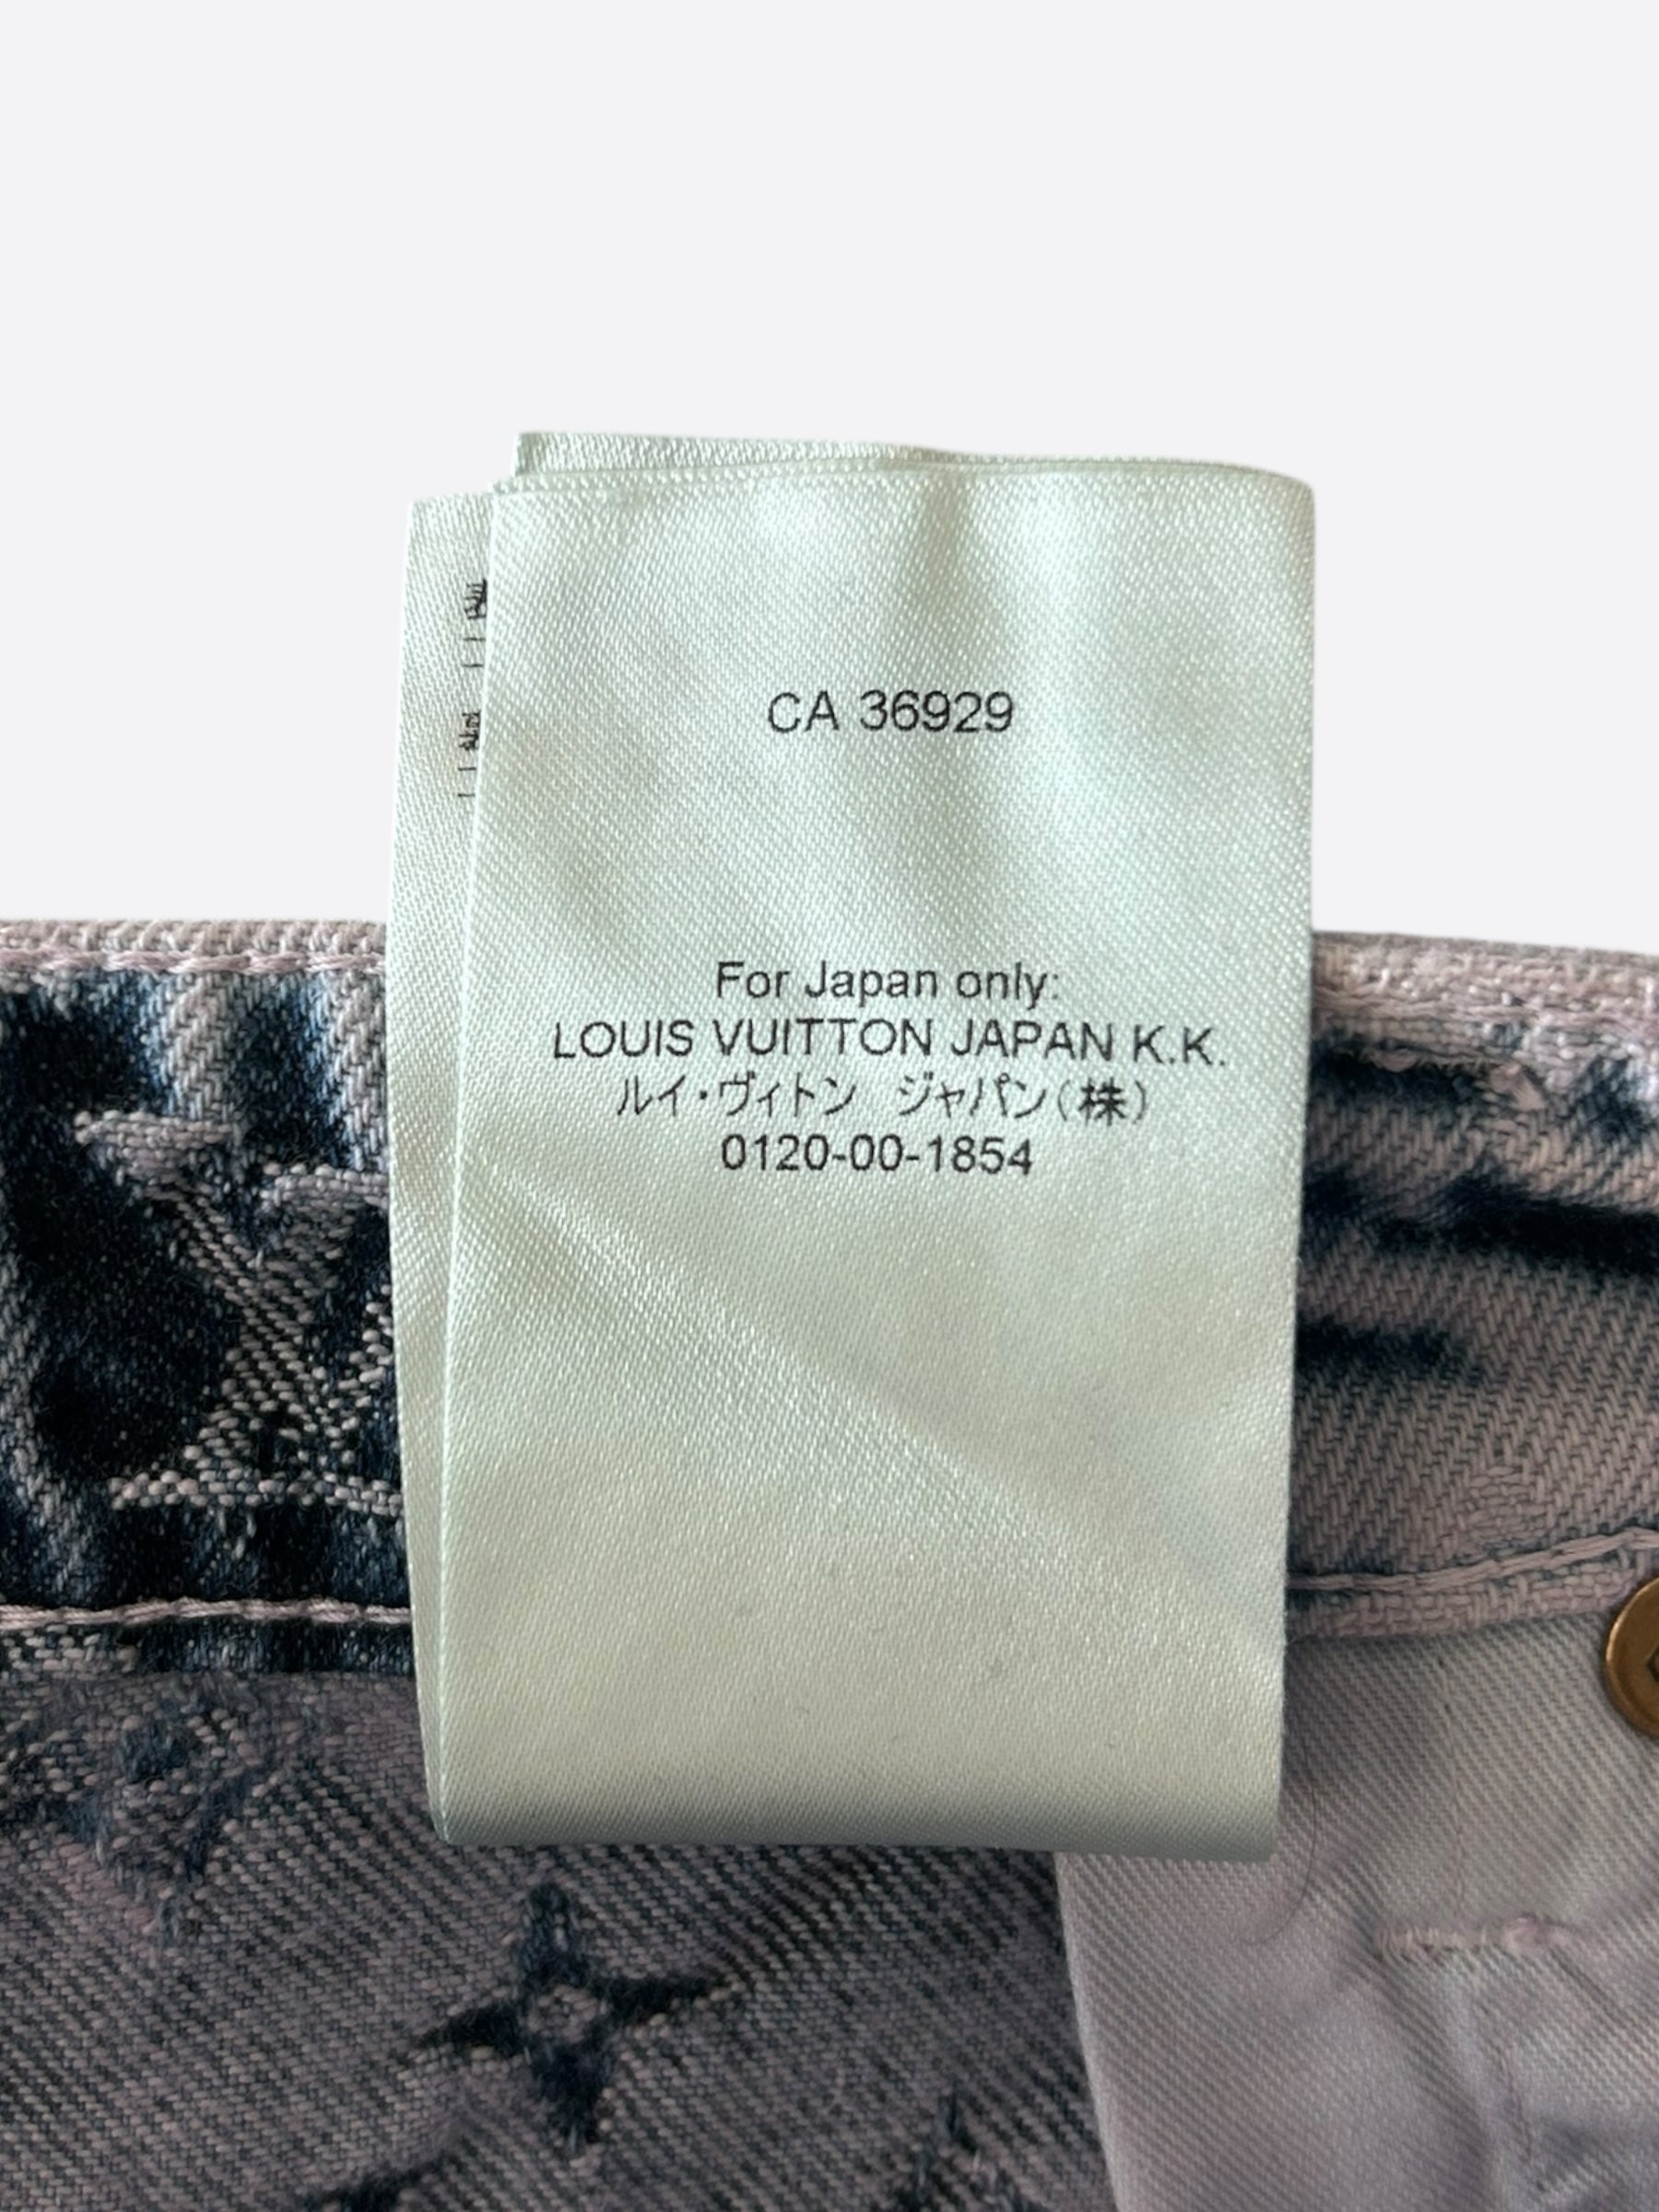 CA 36929
For Japan only:
LOUIS VUITTON JAPAN K.K.
ルイ・ヴィトン ジャパン(株)
0120-00-1854